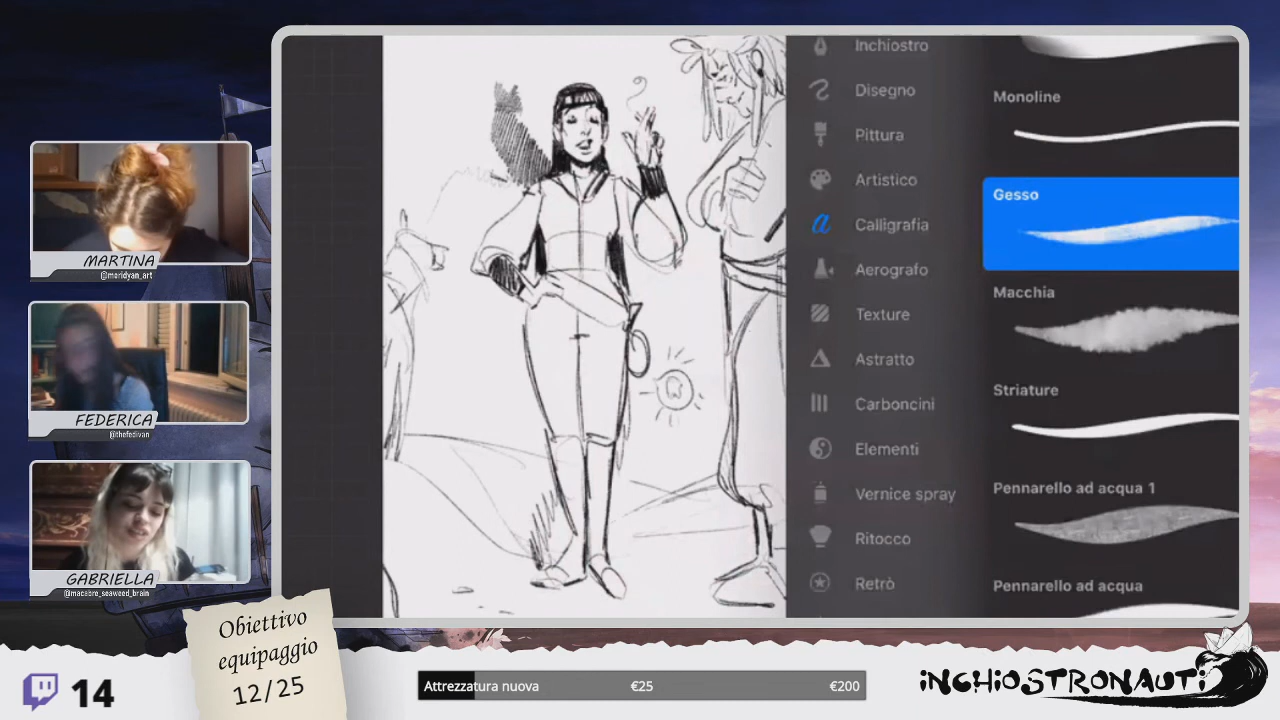 Inchiostro
Disegno
Pittura
Artistico
Calligrafia
Aerografo
Texture
Astratto
Carboncini
Elementi
Vernice spray
Ritocco
Retrò
Monoline
Gesso
Macchia
Striature
Pennarello ad acqua 1
Pennarello ad acqua
MARTINA
@meridyan_art
FEDERICA
@thefedivan
GABRIELLA
@macabre_seaweed_brain
Obiettivo
equipaggio
12/25
14
Attrezzatura nuova €25 €200
iNCHiOSTRONAUTi